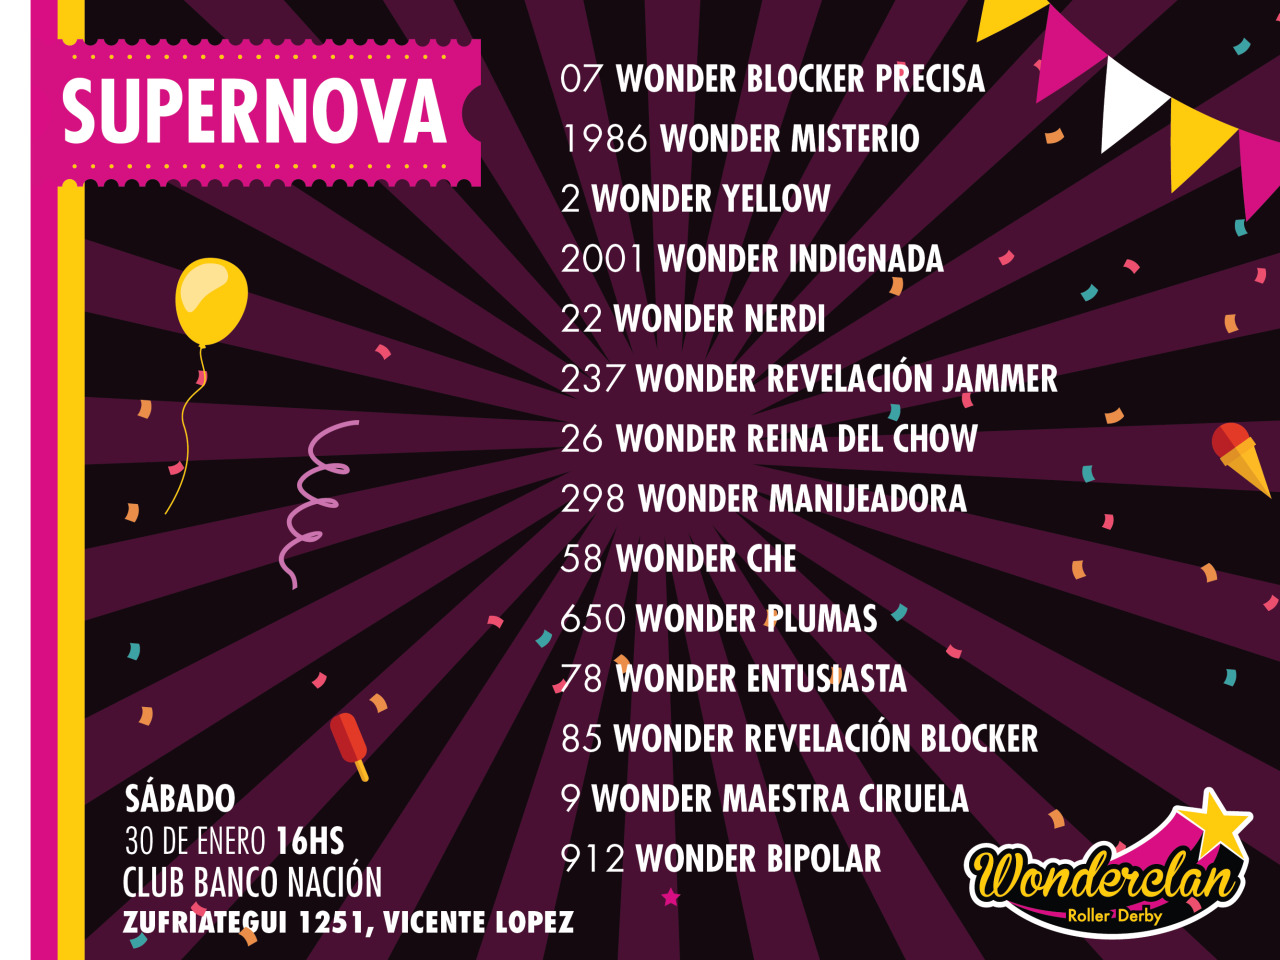 SUPERNOVA
07 WONDER BLOCKER PRECISA
1986 WONDER MISTERIO
2 WONDER YELLOW
2001 WONDER INDIGNADA
22 WONDER NERDI
237 WONDER REVELACIÓN JAMMER
26 WONDER REINA DEL CHOW
298 WONDER MANIJEADORA
58 WONDER CHE
650 WONDER PLUMAS
78 WONDER ENTUSIASTA
85 WONDER REVELACIÓN BLOCKER
9 WONDER MAESTRA CIRUELA
912 WONDER BIPOLAR
SÁBADO
30 DE ENERO 16HS
CLUB BANCO NACIÓN
ZUFRIATEGUI 1251, VICENTE LOPEZ
Wonderclan
Roller Derby